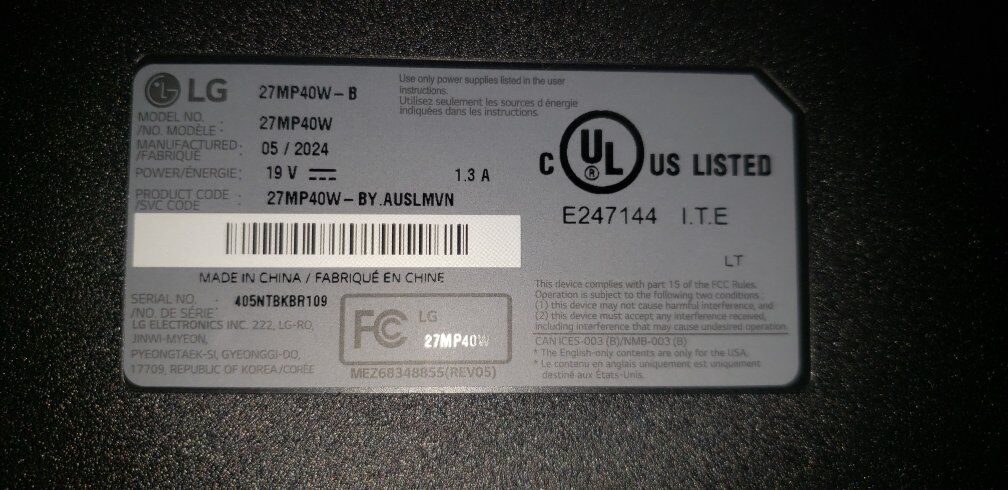 LG 27MP40W-B
MODEL NO. /NO. MODÈLE : 27MP40W
MANUFACTURED /FABRIQUÉ : 05 / 2024
POWER/ÉNERGIE: 19 V ⎓ 1.3 A
PRODUCT CODE /SVC CODE : 27MP40W-BY.AUSLMVN
MADE IN CHINA / FABRIQUÉ EN CHINE
SERIAL NO. /NO. DE SÉRIE : 405NTBKBR109
LG ELECTRONICS INC. 222, LG-RO,
JINWI-MYEON,
PYEONGTAEK-SI, GYEONGGI-DO,
17709, REPUBLIC OF KOREA/CORÉE
FC LG
27MP40W
MEZ68348855(REV05)
Use only power supplies listed in the user
instructions.
Utilisez seulement les sources d énergie
indiquées dans les instructions.
C UL ® US LISTED
E247144 I.T.E
LT
This device complies with part 15 of the FCC Rules.
Operation is subject to the following two conditions :
(1) this device may not cause harmful interference, and
(2) this device must accept any interference received,
including interference that may cause undesired operation.
CAN ICES-003 (B)/NMB-003 (B)
* The English-only contents are only for the USA.
* Le contenu en anglais uniquement est uniquement
destiné aux États-Unis.